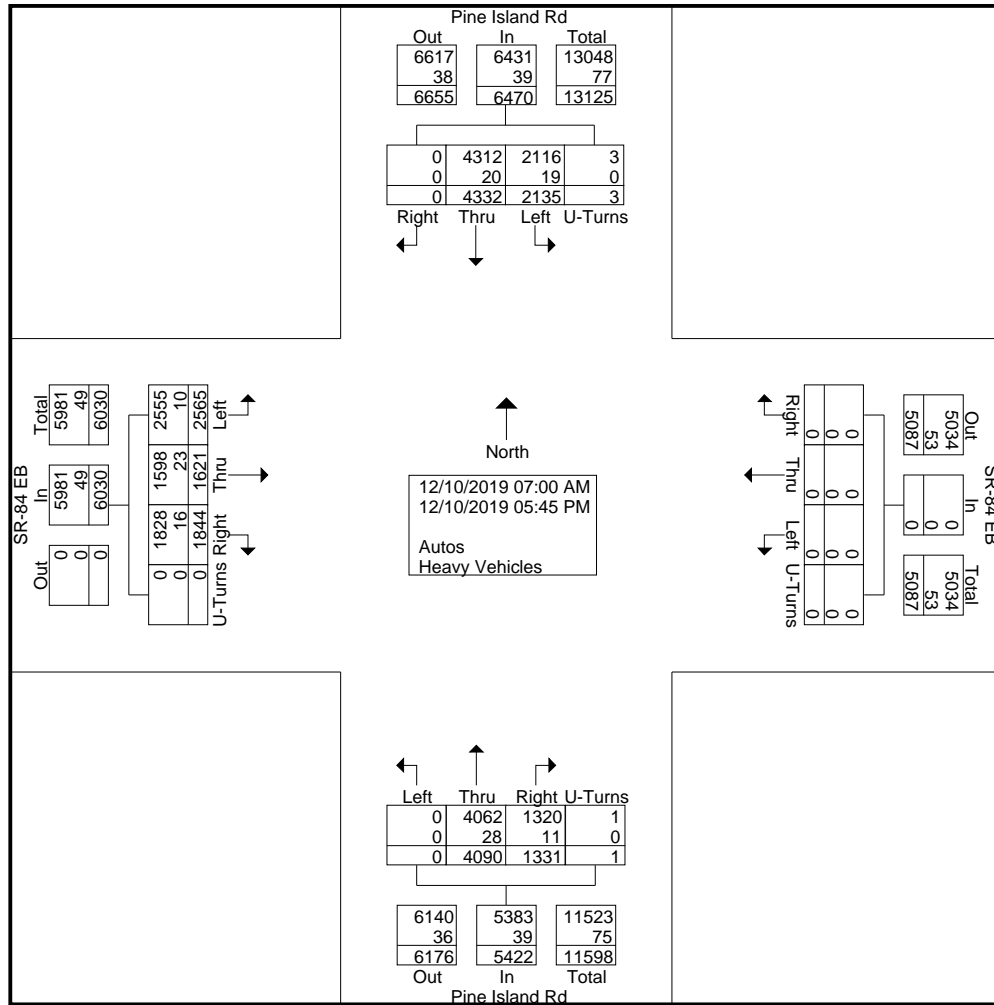 Pine Island Rd
Out In Total
6617 6431 13048
38 39 77
6655 6470 13125
0 4312 2116 3
0 20 19 0
0 4332 2135 3
Right Thru Left U-Turns
SR-84 EB
Total
5981
49
6030
In
5981
49
6030
Out
0
0
0
2555
10
2565
Left
1598
23
1621
Thru
1828
16
1844
Right
0
0
0
U-Turns
North
12/10/2019 07:00 AM
12/10/2019 05:45 PM
Autos
Heavy Vehicles
Right
0
0
0
Thru
0
0
0
Left
0
0
0
U-Turns
0
0
0
Out
5034
53
5087
In
0
0
0
Total
5034
53
5087
SR-84 EB
Left Thru Right U-Turns
0 4062 1320 1
0 28 11 0
0 4090 1331 1
6140 5383 11523
36 39 75
6176 5422 11598
Out In Total
Pine Island Rd